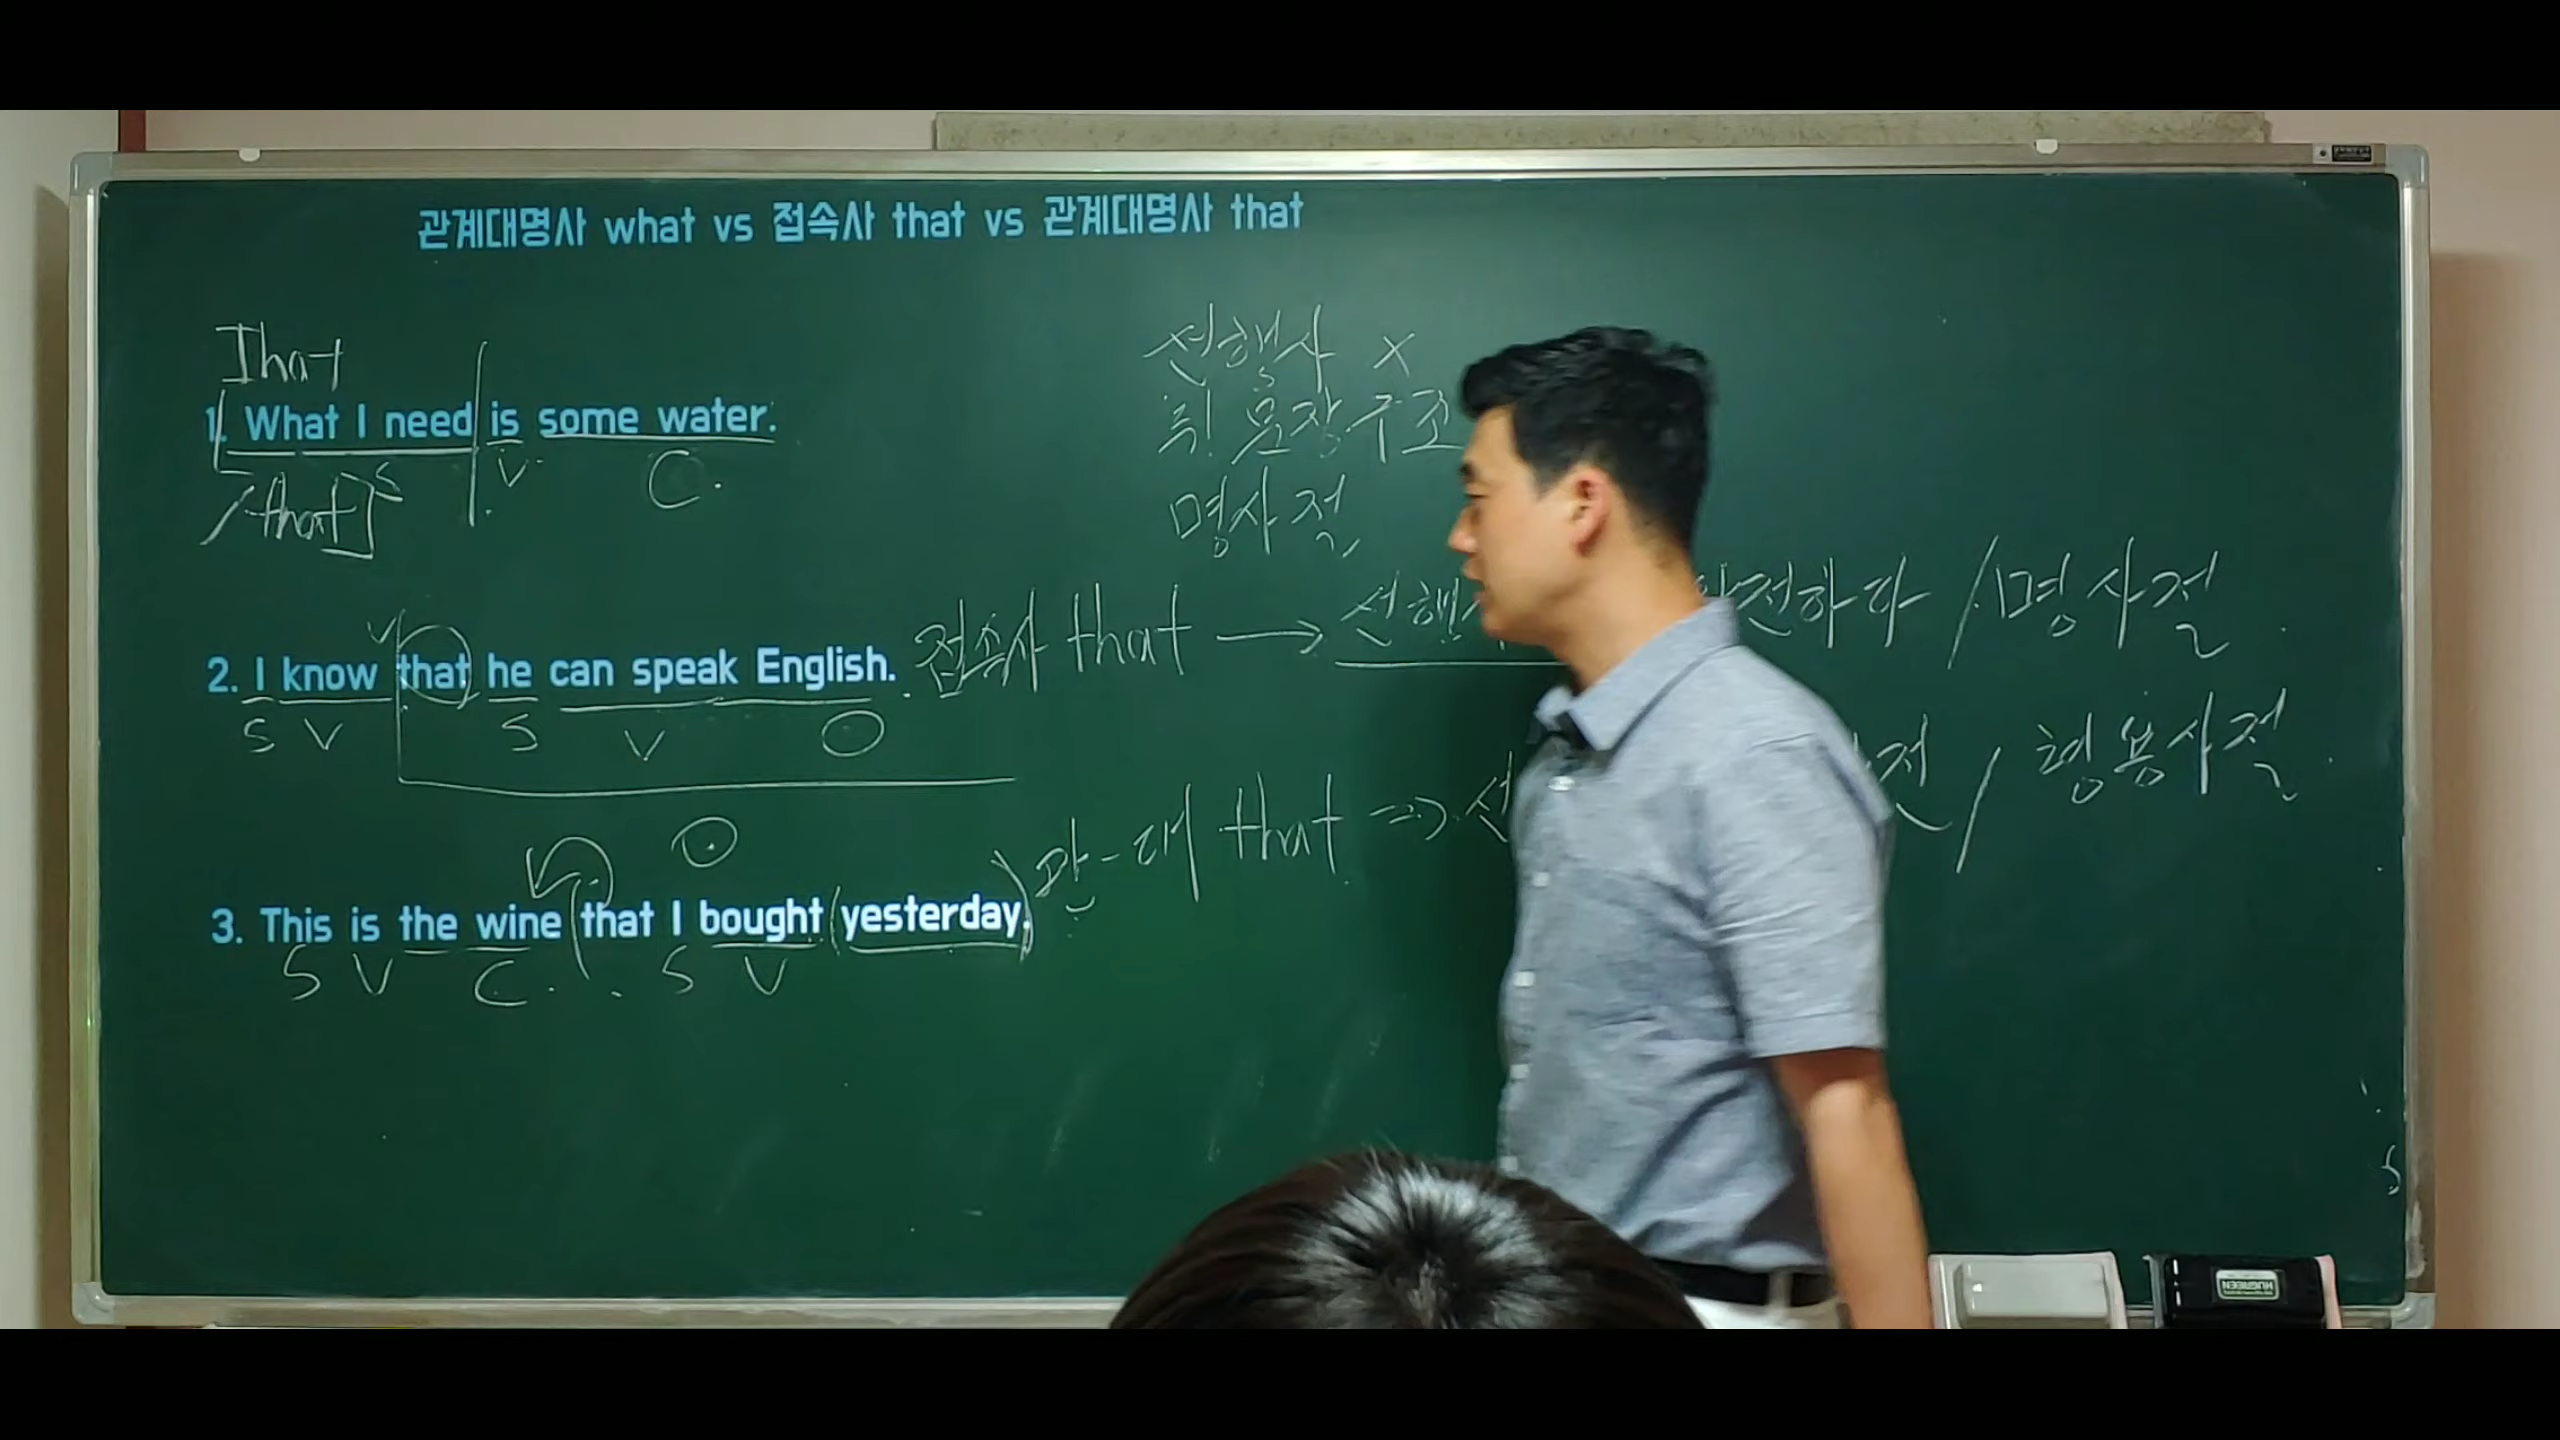 관계대명사 what vs 접속사 that vs 관계대명사 that
선행사 X
뒤! 문장구조
명사절
That
1. What I need is some water.
S V C
that
2. I know that he can speak English.
접속사 that → 선행 전하다 / 명사절
S V S V O
O
3. This is the wine that I bought yesterday.
관-대 that ⇒ 선 전 / 형용사절
S V C S V
HUGREEN